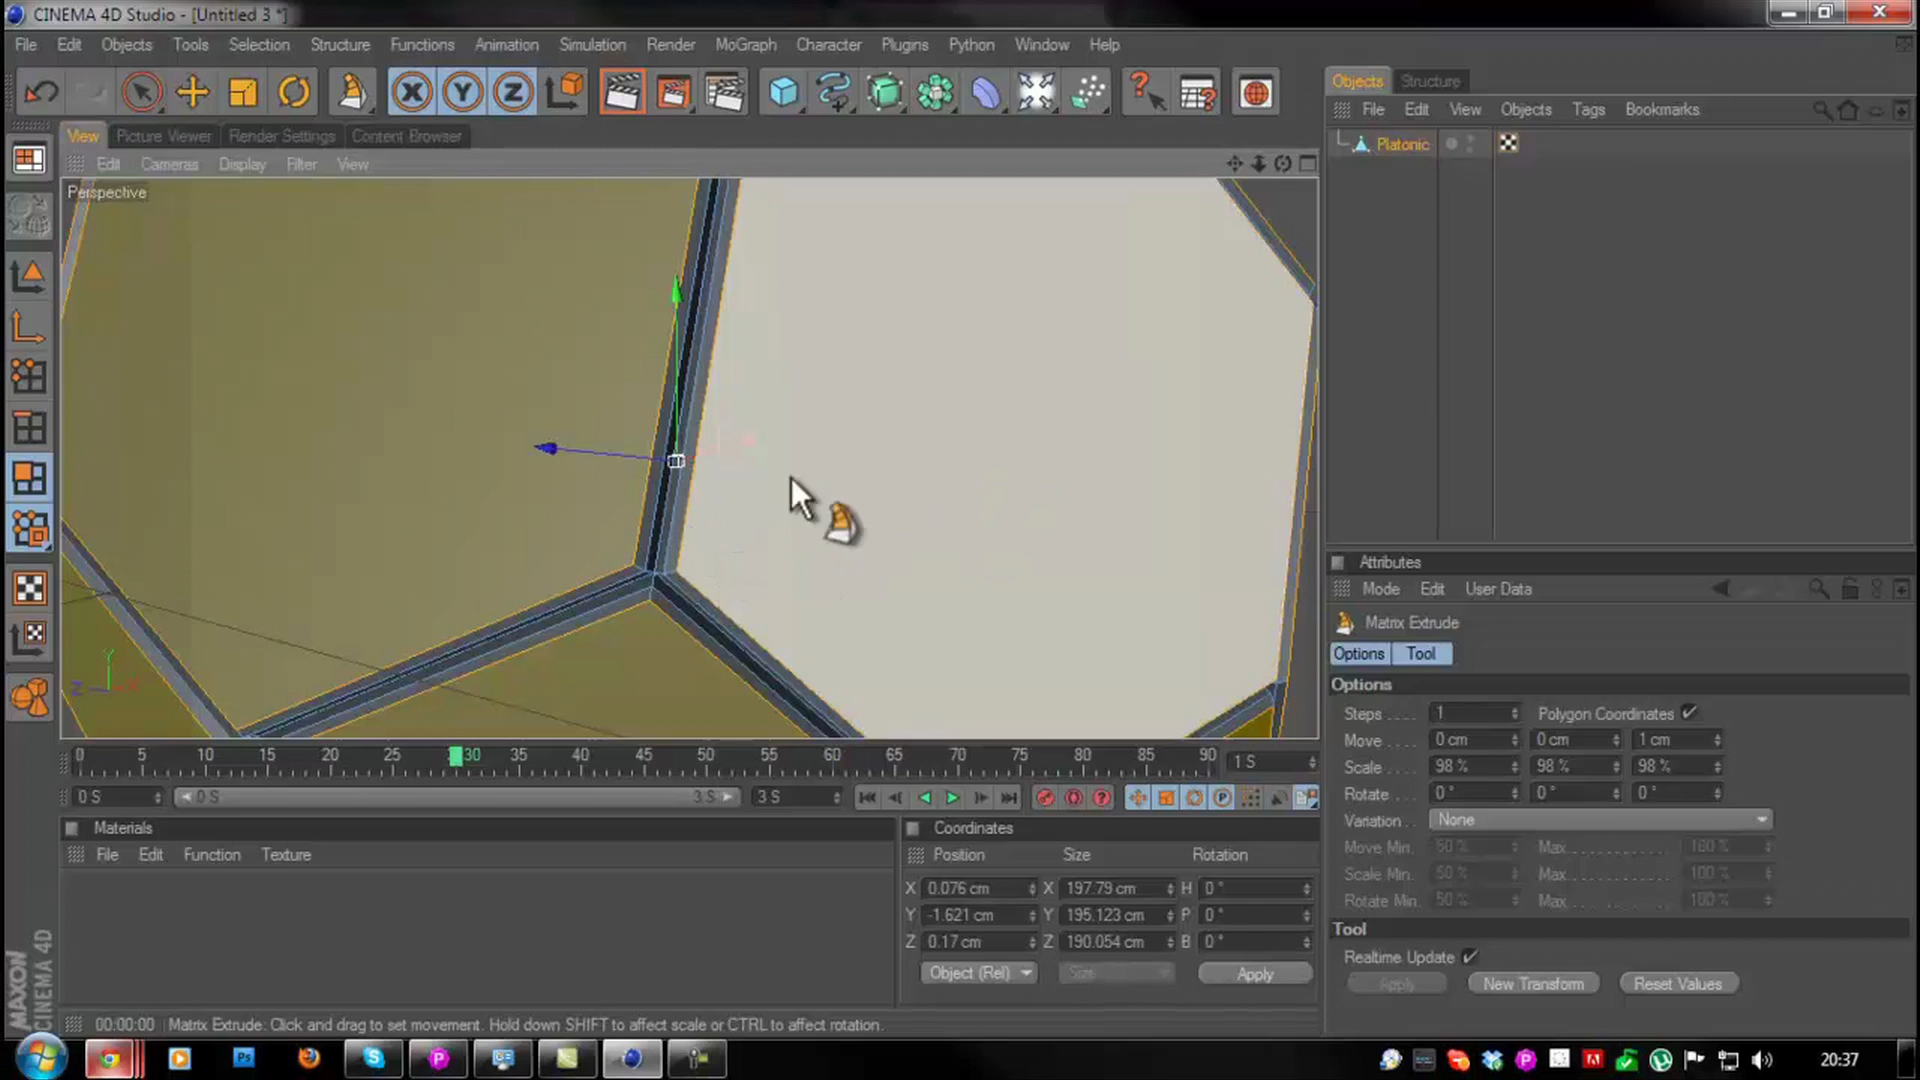 CINEMA 4D Studio - [Untitled 3 *]
File Edit Objects Tools Selection Structure Functions Animation Simulation Render MoGraph Character Plugins Python Window Help
X Y Z
View Picture Viewer Render Settings Content Browser
Edit Cameras Display Filter View
Perspective
Y
Z X
0 5 10 15 20 25 30 35 40 45 50 55 60 65 70 75 80 85 90 1 S
0 S 0 S 3 S 3 S
Materials
File Edit Function Texture
Coordinates
Position Size Rotation
X 0.076 cm X 197.79 cm H 0 °
Y -1.621 cm Y 195.123 cm P 0 °
Z 0.17 cm Z 190.054 cm B 0 °
Object (Rel) Size Apply
Objects Structure
File Edit View Objects Tags Bookmarks
Platonic
Attributes
Mode Edit User Data
Matrix Extrude
Options Tool
Options
Steps 1 Polygon Coordinates
Move 0 cm 0 cm 1 cm
Scale 98 % 98 % 98 %
Rotate 0 ° 0 ° 0 °
Variation None
Move Min. 50 % Max 100 %
Scale Min. 50 % Max 100 %
Rotate Min. 50 % Max 100 %
Tool
Realtime Update
Apply New Transform Reset Values
MAXON
CINEMA 4D
00:00:00 Matrix Extrude: Click and drag to set movement. Hold down SHIFT to affect scale or CTRL to affect rotation.
20:37